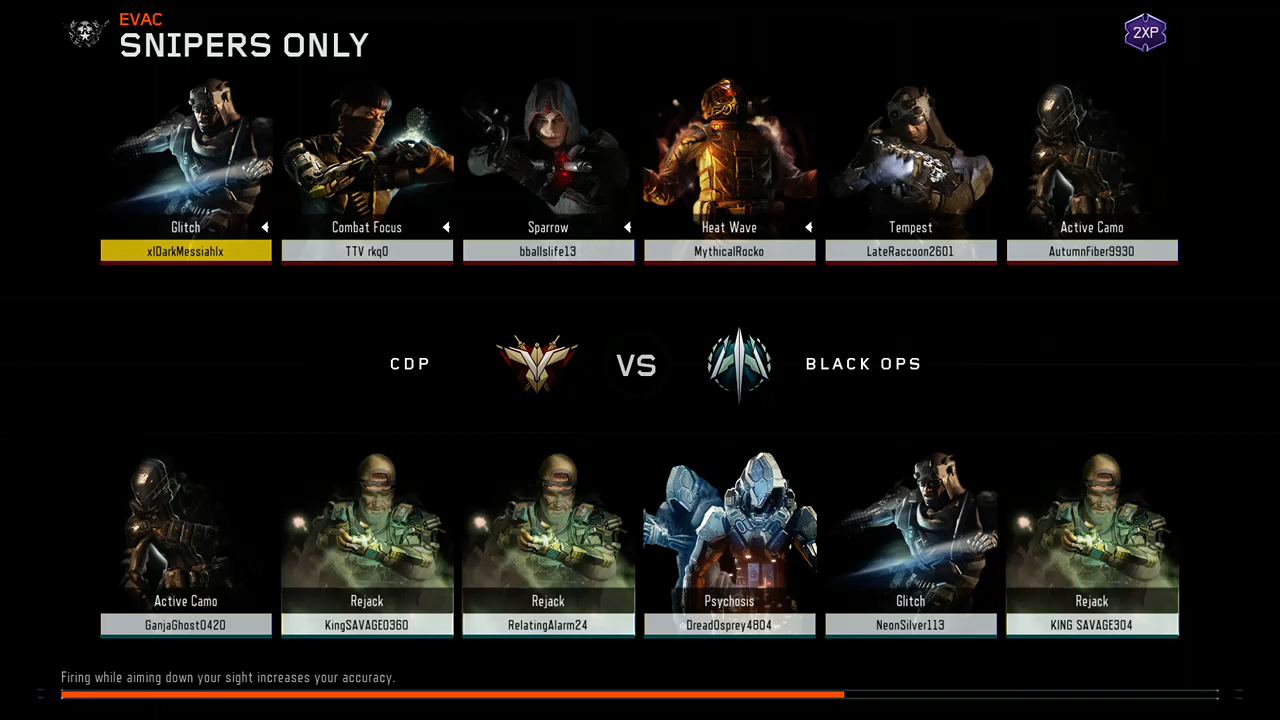 EVAC
SNIPERS ONLY
2XP
Glitch
Combat Focus
Sparrow
Heat Wave
Tempest
Active Camo
xIDarkMessiahIx
TTV rkq0
bballslife13
MythicalRocko
LateRaccoon2601
AutumnFiber9930
CDP
VS
BLACK OPS
Active Camo
Rejack
Rejack
Psychosis
Glitch
Rejack
GanjaGhost0420
KingSAVAGE0360
RelatingAlarm24
DreadOsprey4804
NeonSilver113
KING SAVAGE304
Firing while aiming down your sight increases your accuracy.